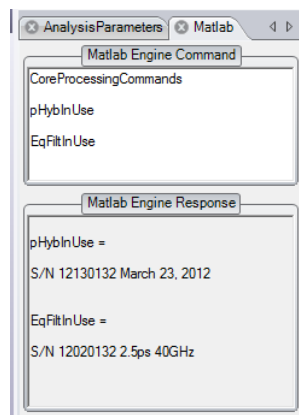 AnalysisParameters Matlab
Matlab Engine Command
CoreProcessingCommands
pHybInUse
EqFiltInUse
Matlab Engine Response
pHybInUse =
S/N 12130132 March 23, 2012
EqFiltInUse =
S/N 12020132 2.5ps 40GHz